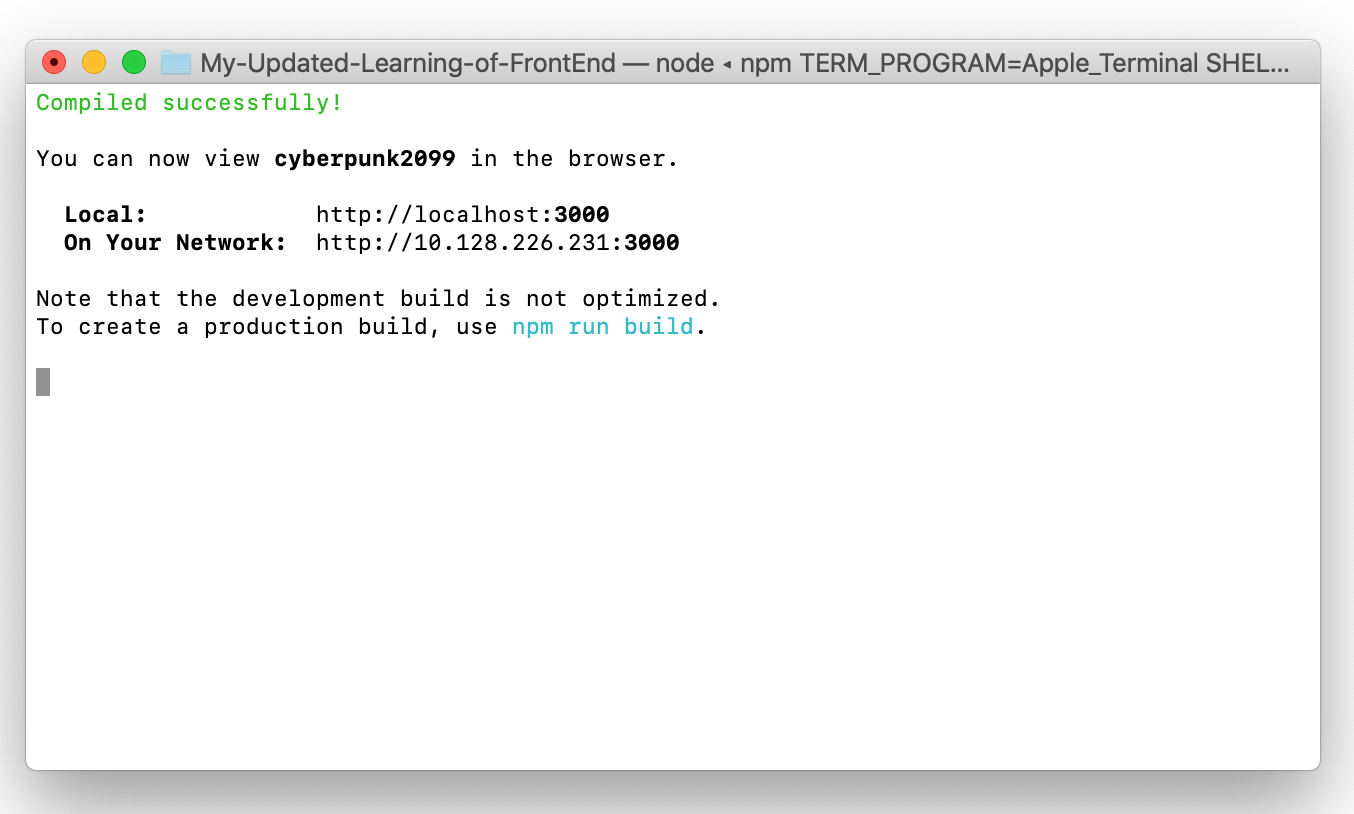 My-Updated-Learning-of-FrontEnd — node ◂ npm TERM_PROGRAM=Apple_Terminal SHEL...
Compiled successfully!
You can now view cyberpunk2099 in the browser.
Local: http://localhost:3000
On Your Network: http://10.128.226.231:3000
Note that the development build is not optimized.
To create a production build, use npm run build.